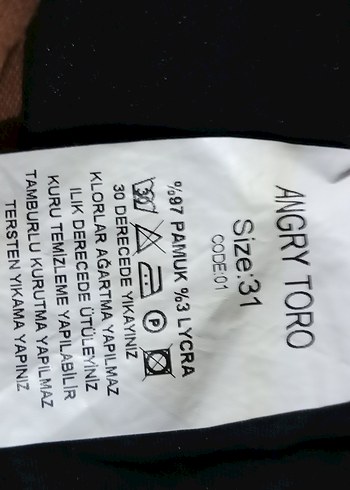 ANGRY TORO
Size:31
CODE:01
%97 PAMUK %3 LYCRA
30
P
30 DERECEDE YIKAYINIZ
KLORLAR AĞARTMA YAPILMAZ
ILIK DERECEDE ÜTÜLEYİNİZ
KURU TEMİZLEME YAPILABİLİR
TAMBURLU KURUTMA YAPILMAZ
TERSTEN YIKAMA YAPINIZ